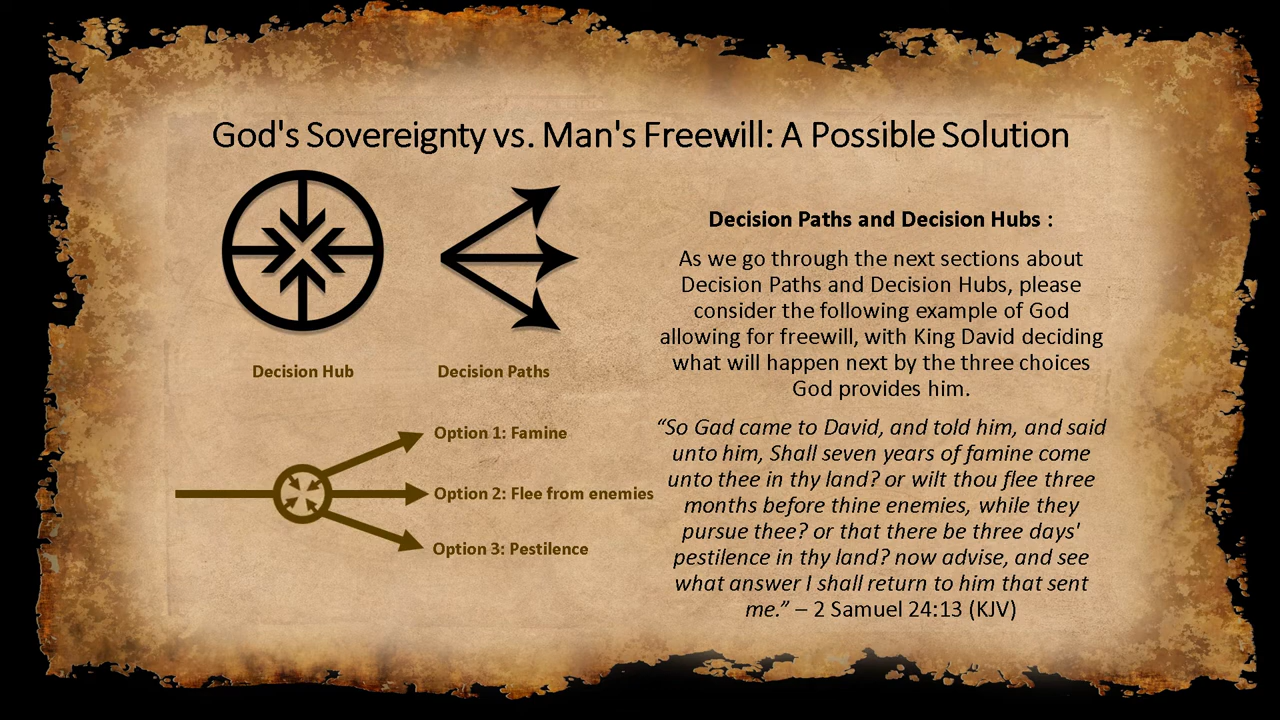 God's Sovereignty vs. Man's Freewill: A Possible Solution
Decision Hub
Decision Paths
Option 1: Famine
Option 2: Flee from enemies
Option 3: Pestilence
Decision Paths and Decision Hubs :
As we go through the next sections about
Decision Paths and Decision Hubs, please
consider the following example of God
allowing for freewill, with King David deciding
what will happen next by the three choices
God provides him.
“So Gad came to David, and told him, and said
unto him, Shall seven years of famine come
unto thee in thy land? or wilt thou flee three
months before thine enemies, while they
pursue thee? or that there be three days'
pestilence in thy land? now advise, and see
what answer I shall return to him that sent
me.” – 2 Samuel 24:13 (KJV)